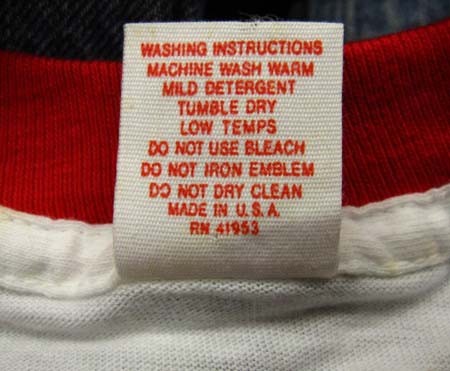 WASHING INSTRUCTIONS
MACHINE WASH WARM
MILD DETERGENT
TUMBLE DRY
LOW TEMPS
DO NOT USE BLEACH
DO NOT IRON EMBLEM
DO NOT DRY CLEAN
MADE IN U.S.A.
RN 41953